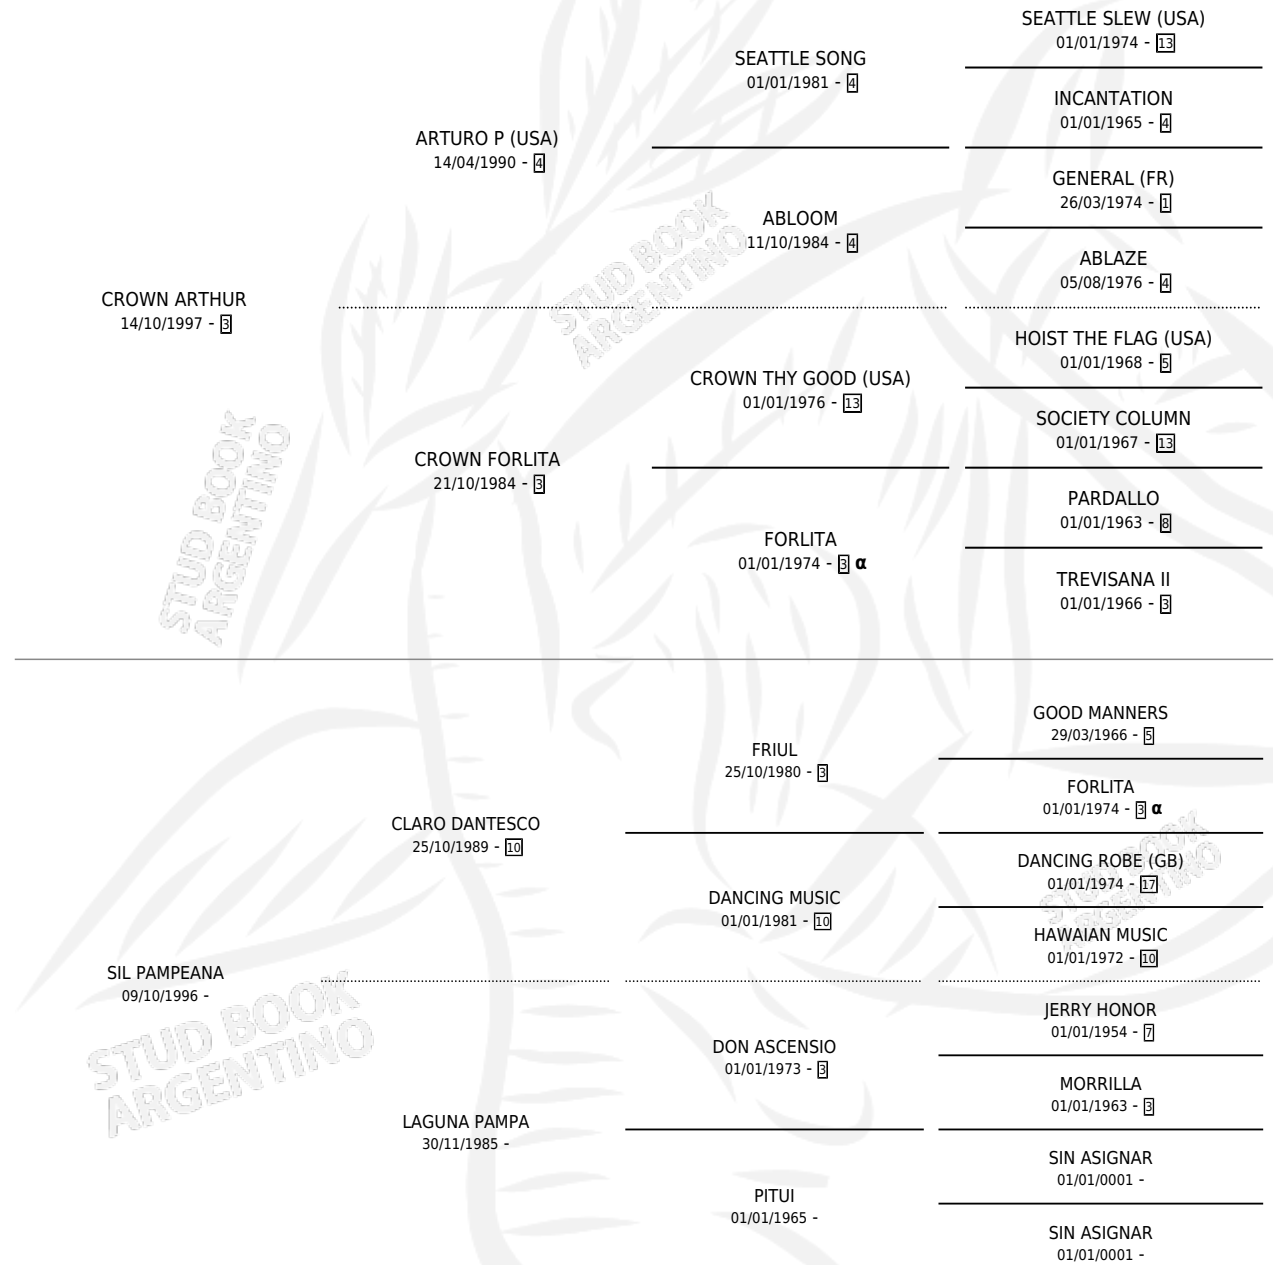 SEATTLE SLEW (USA)
01/01/1974 - 13
SEATTLE SONG
01/01/1981 - 4
INCANTATION
01/01/1965 - 4
ARTURO P (USA)
14/04/1990 - 4
GENERAL (FR)
26/03/1974 - 1
ABLOOM
11/10/1984 - 4
ABLAZE
05/08/1976 - 4
CROWN ARTHUR
14/10/1997 - 3
HOIST THE FLAG (USA)
01/01/1968 - 5
CROWN THY GOOD (USA)
01/01/1976 - 13
SOCIETY COLUMN
01/01/1967 - 13
CROWN FORLITA
21/10/1984 - 3
PARDALLO
01/01/1963 - 8
FORLITA
01/01/1974 - 3 α
TREVISANA II
01/01/1966 - 3
GOOD MANNERS
29/03/1966 - 5
FRIUL
25/10/1980 - 3
FORLITA
01/01/1974 - 3 α
CLARO DANTESCO
25/10/1989 - 10
DANCING ROBE (GB)
01/01/1974 - 17
DANCING MUSIC
01/01/1981 - 10
HAWAIAN MUSIC
01/01/1972 - 10
SIL PAMPEANA
09/10/1996 -
JERRY HONOR
01/01/1954 - 7
DON ASCENSIO
01/01/1973 - 3
MORRILLA
01/01/1963 - 3
LAGUNA PAMPA
30/11/1985 -
SIN ASIGNAR
01/01/0001 -
PITUI
01/01/1965 -
SIN ASIGNAR
01/01/0001 -
STUD BOOK
ARGENTINO
STUD BOOK
ARGENTINO
STUD BOOK
ARGENTINO
STUD BOOK
ARGENTINO